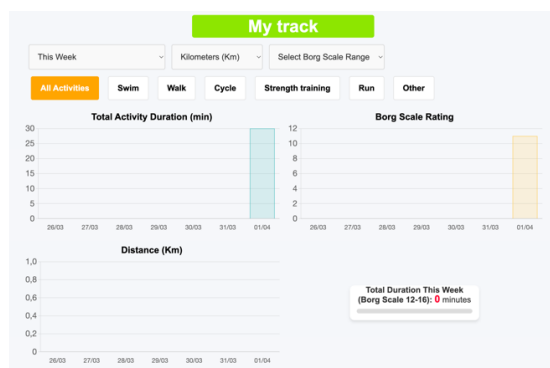 My track
This Week
Kilometers (Km)
Select Borg Scale Range
All Activities
Swim
Walk
Cycle
Strength training
Run
Other
Total Activity Duration (min)
30
25
20
15
10
5
0
26/03 27/03 28/03 29/03 30/03 31/03 01/04
Borg Scale Rating
12
10
8
6
4
2
0
26/03 27/03 28/03 29/03 30/03 31/03 01/04
Distance (Km)
1,0
0,8
0,6
0,4
0,2
0
26/03 27/03 28/03 29/03 30/03 31/03 01/04
Total Duration This Week
(Borg Scale 12-16): 0 minutes